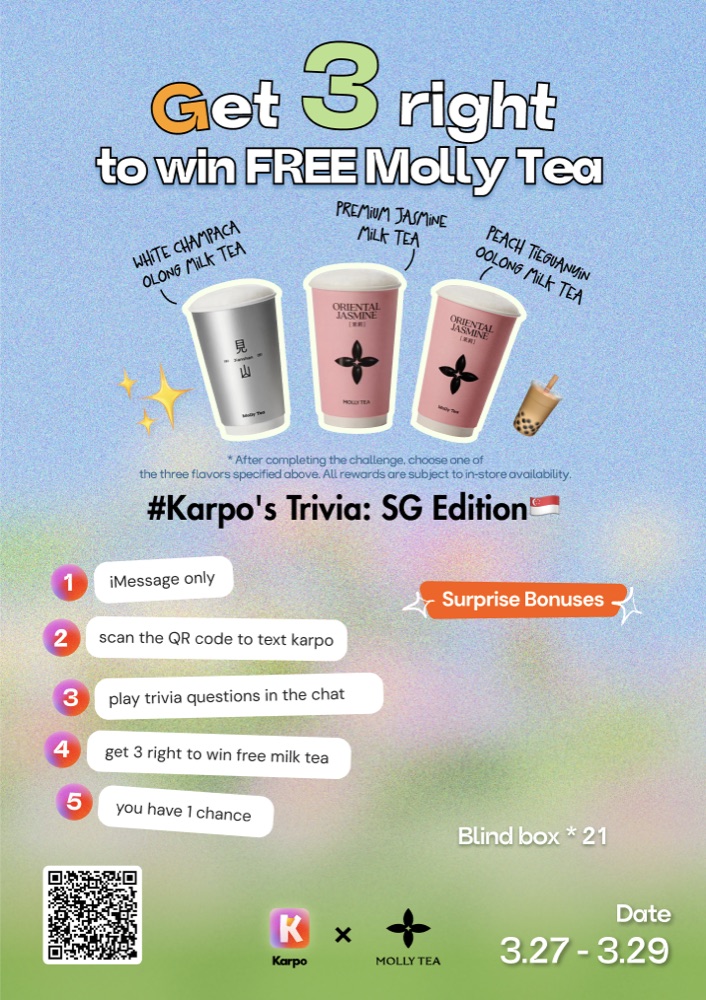 Get 3 right
to win FREE Molly Tea
WHITE CHAMPACA
OLONG MILK TEA
PREMIUM JASMINE
MILK TEA
PEACH TIEGUANYIN
OOLONG MILK TEA
見
山
Molly Tea
ORIENTAL
JASMINE
MOLLY TEA
ORIENTAL
JASMINE
Molly Tea
* After completing the challenge, choose one of
the three flavors specified above. All rewards are subject to in-store availability.
#Karpo's Trivia: SG Edition🇸🇬
1 iMessage only
2 scan the QR code to text karpo
3 play trivia questions in the chat
4 get 3 right to win free milk tea
5 you have 1 chance
Surprise Bonuses
Blind box * 21
K
Karpo
×
MOLLY TEA
Date
3.27 - 3.29